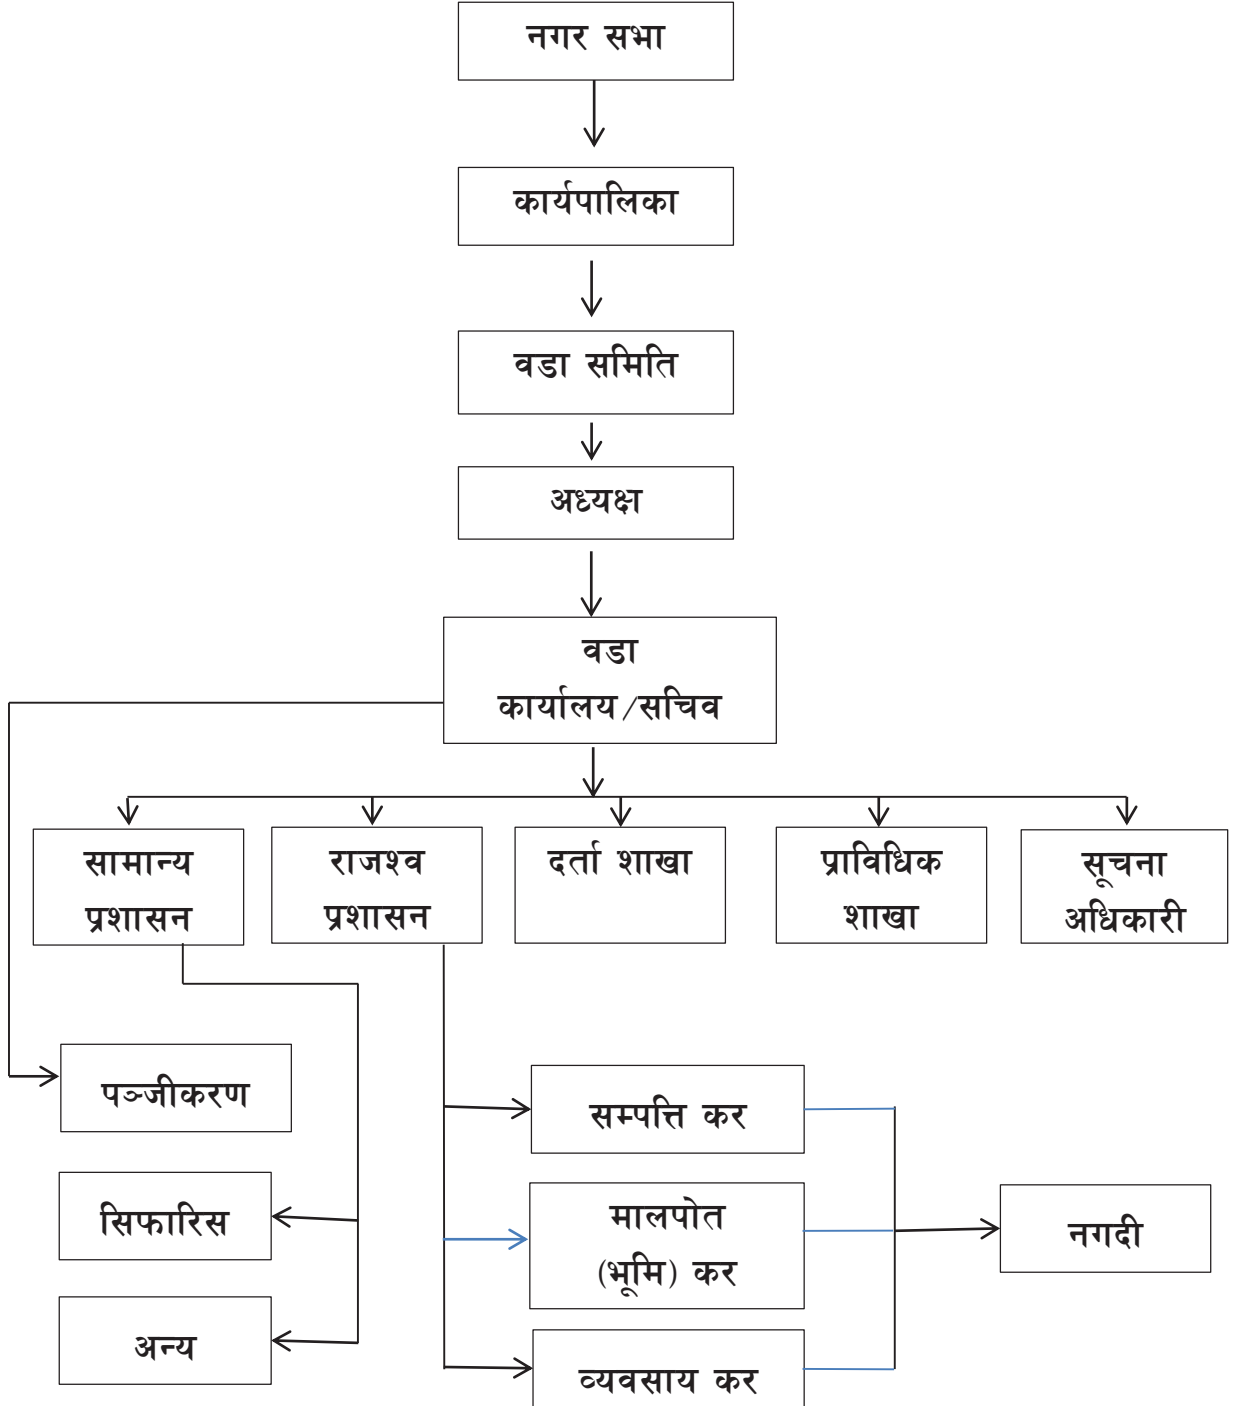 नगर सभा
कार्यपालिका
वडा समिति
अध्यक्ष
वडा
कार्यालय/सचिव
सामान्य
प्रशासन
राजश्व
प्रशासन
दर्ता शाखा
प्राविधिक
शाखा
सूचना
अधिकारी
पञ्जीकरण
सिफारिस
अन्य
सम्पत्ति कर
मालपोत
(भूमि) कर
व्यवसाय कर
नगदी